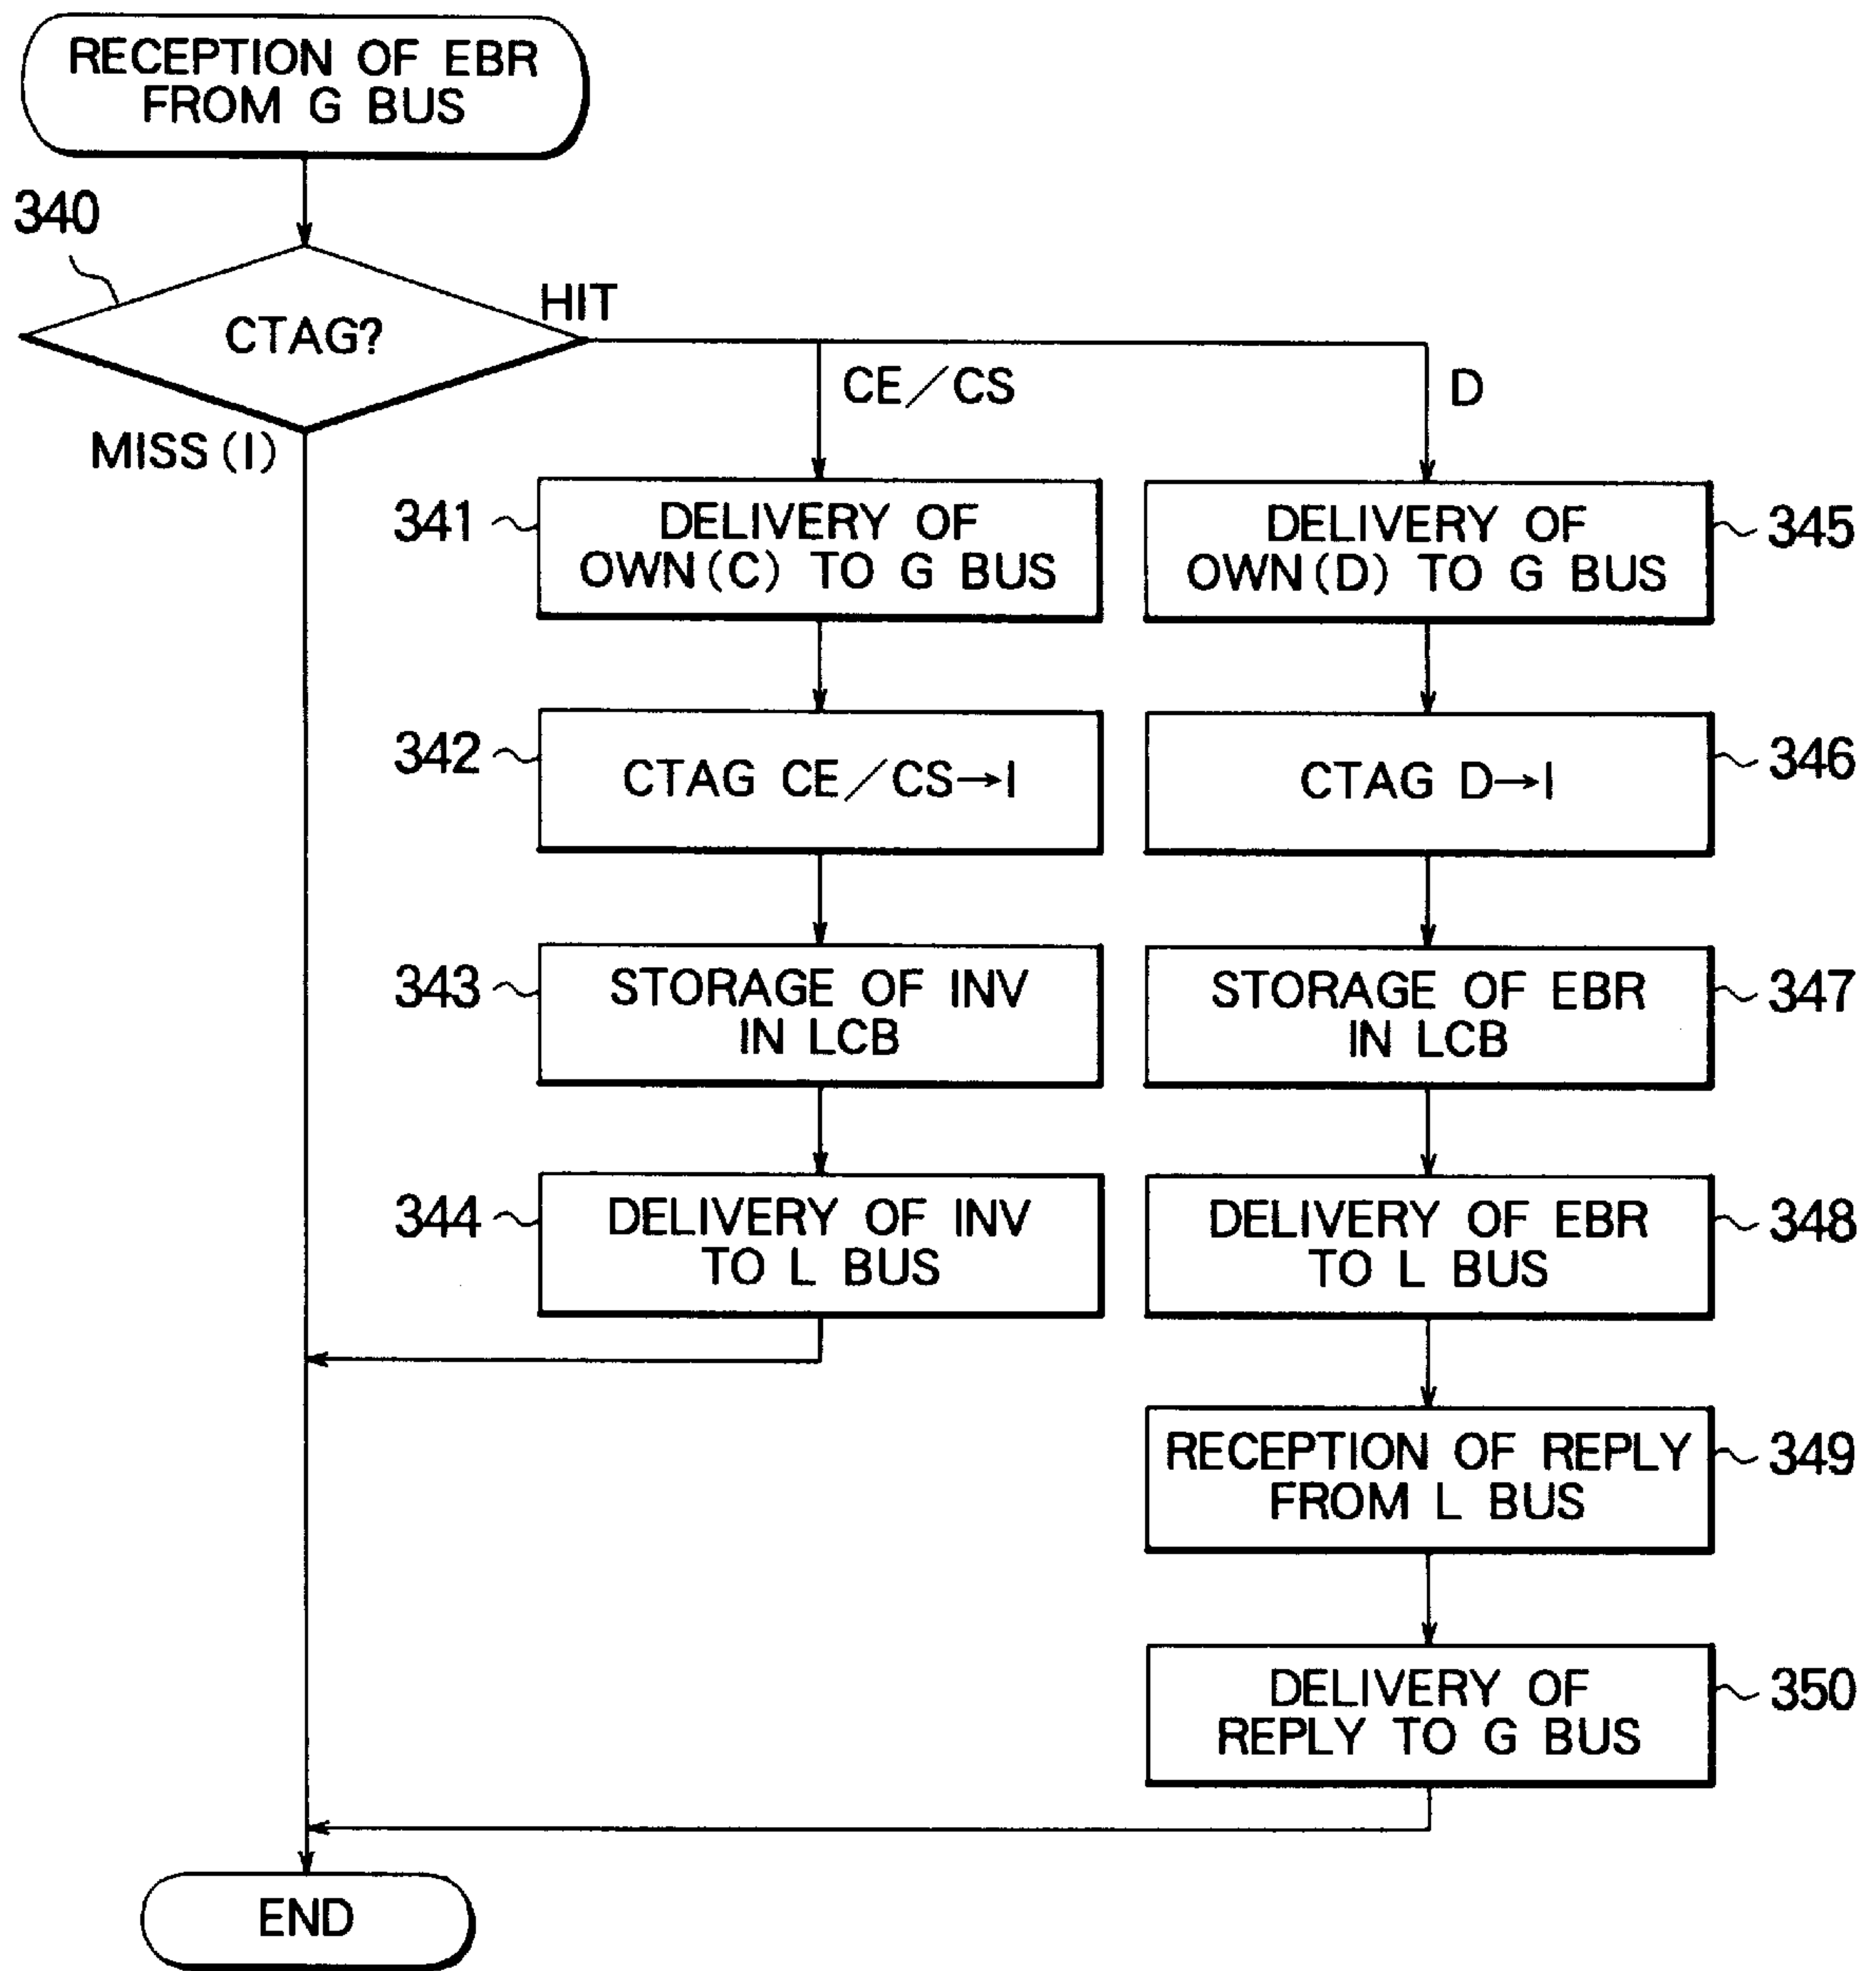 RECEPTION OF EBR
FROM G BUS
340
CTAG?
HIT
MISS(I)
CE/CS
D
341
DELIVERY OF
OWN(C) TO G BUS
342
CTAG CE/CS→I
343
STORAGE OF INV
IN LCB
344
DELIVERY OF INV
TO L BUS
DELIVERY OF
OWN(D) TO G BUS
345
CTAG D→I
346
STORAGE OF EBR
IN LCB
347
DELIVERY OF EBR
TO L BUS
348
RECEPTION OF REPLY
FROM L BUS
349
DELIVERY OF
REPLY TO G BUS
350
END